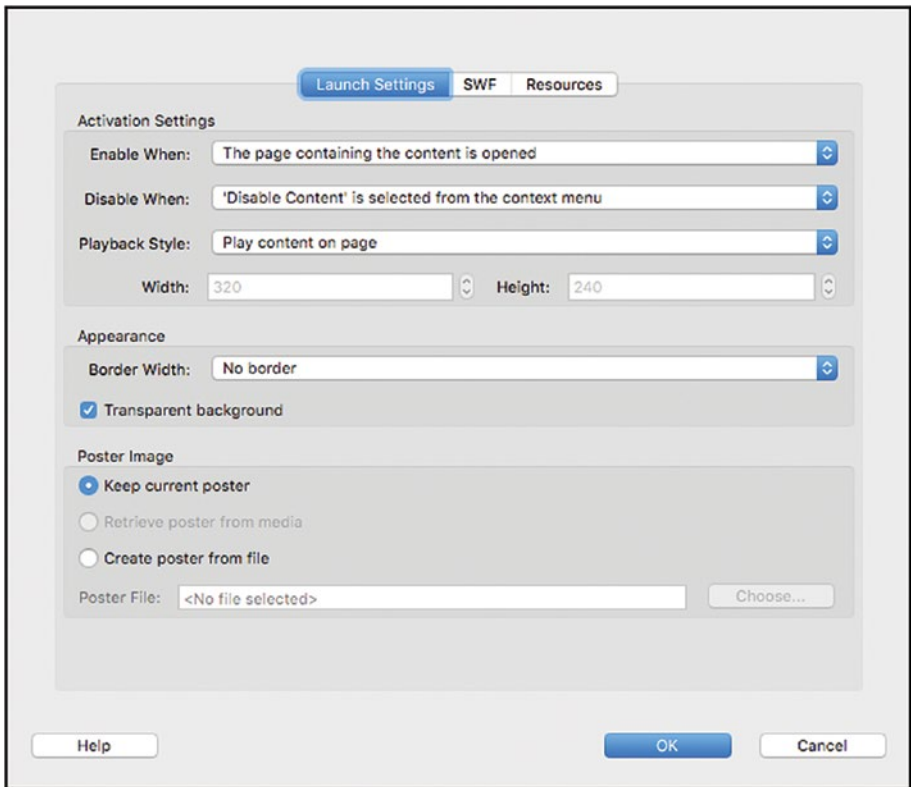 Launch Settings SWF Resources
Activation Settings
Enable When: The page containing the content is opened
Disable When: 'Disable Content' is selected from the context menu
Playback Style: Play content on page
Width: 320 Height: 240
Appearance
Border Width: No border
Transparent background
Poster Image
Keep current poster
Retrieve poster from media
Create poster from file
Poster File: <No file selected> Choose...
Help OK Cancel